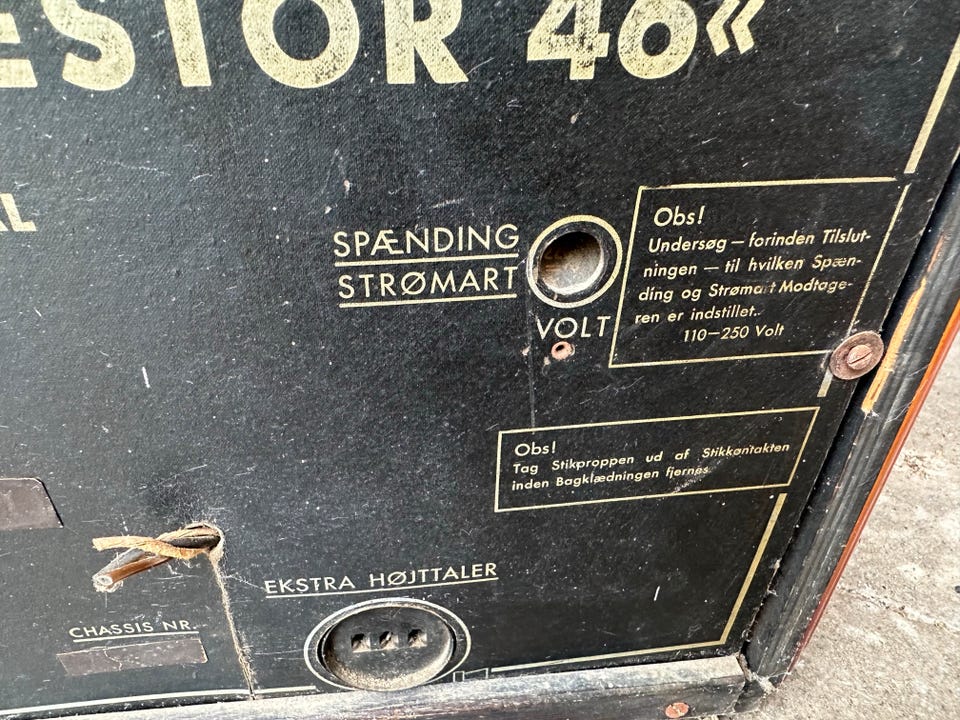 ESTOR 40«
AL
SPÆNDING
STRØMART
VOLT
Obs!
Undersøg — forinden Tilslut-
ningen — til hvilken Spæn-
ding og Strømart Modtage-
ren er indstillet.
110—250 Volt
Obs!
Tag Stikproppen ud af Stikkontakten
inden Bagklædningen fjernes
EKSTRA HØJTTALER
CHASSIS NR.